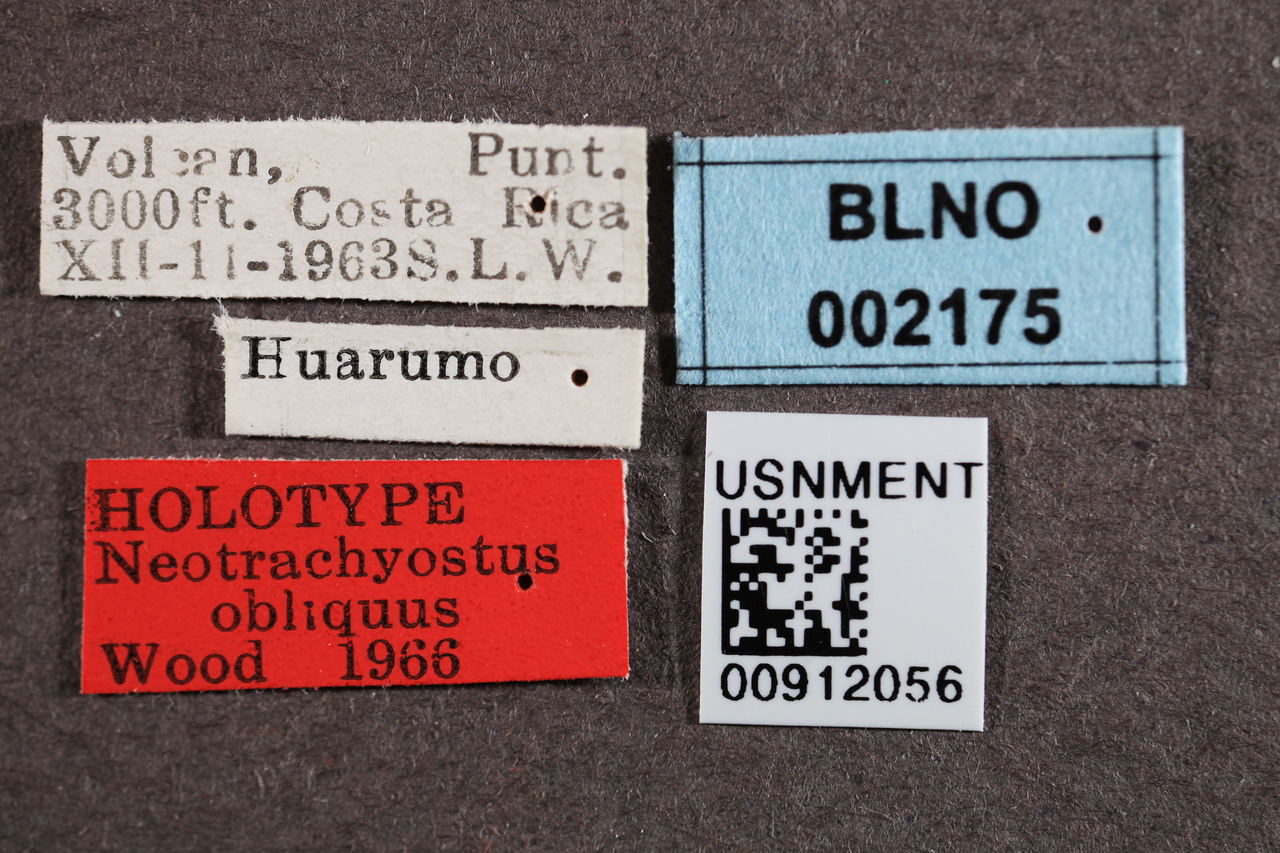 Volcan, Punt.
3000ft. Costa Rica
XII-11-1963S.L.W.
Huarumo
HOLOTYPE
Neotrachyostus
obliquus
Wood 1966
BLNO
002175
USNMENT
00912056